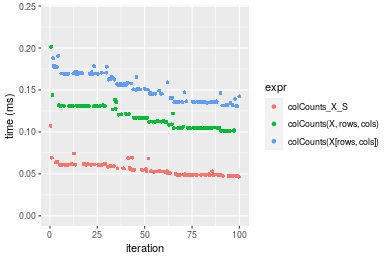 0.25
0.20
0.15
0.10
0.05
0.00
time (ms)
0
25
50
75
100
iteration
expr
colCounts_X_S
colCounts(X, rows, cols)
colCounts(X[rows, cols])